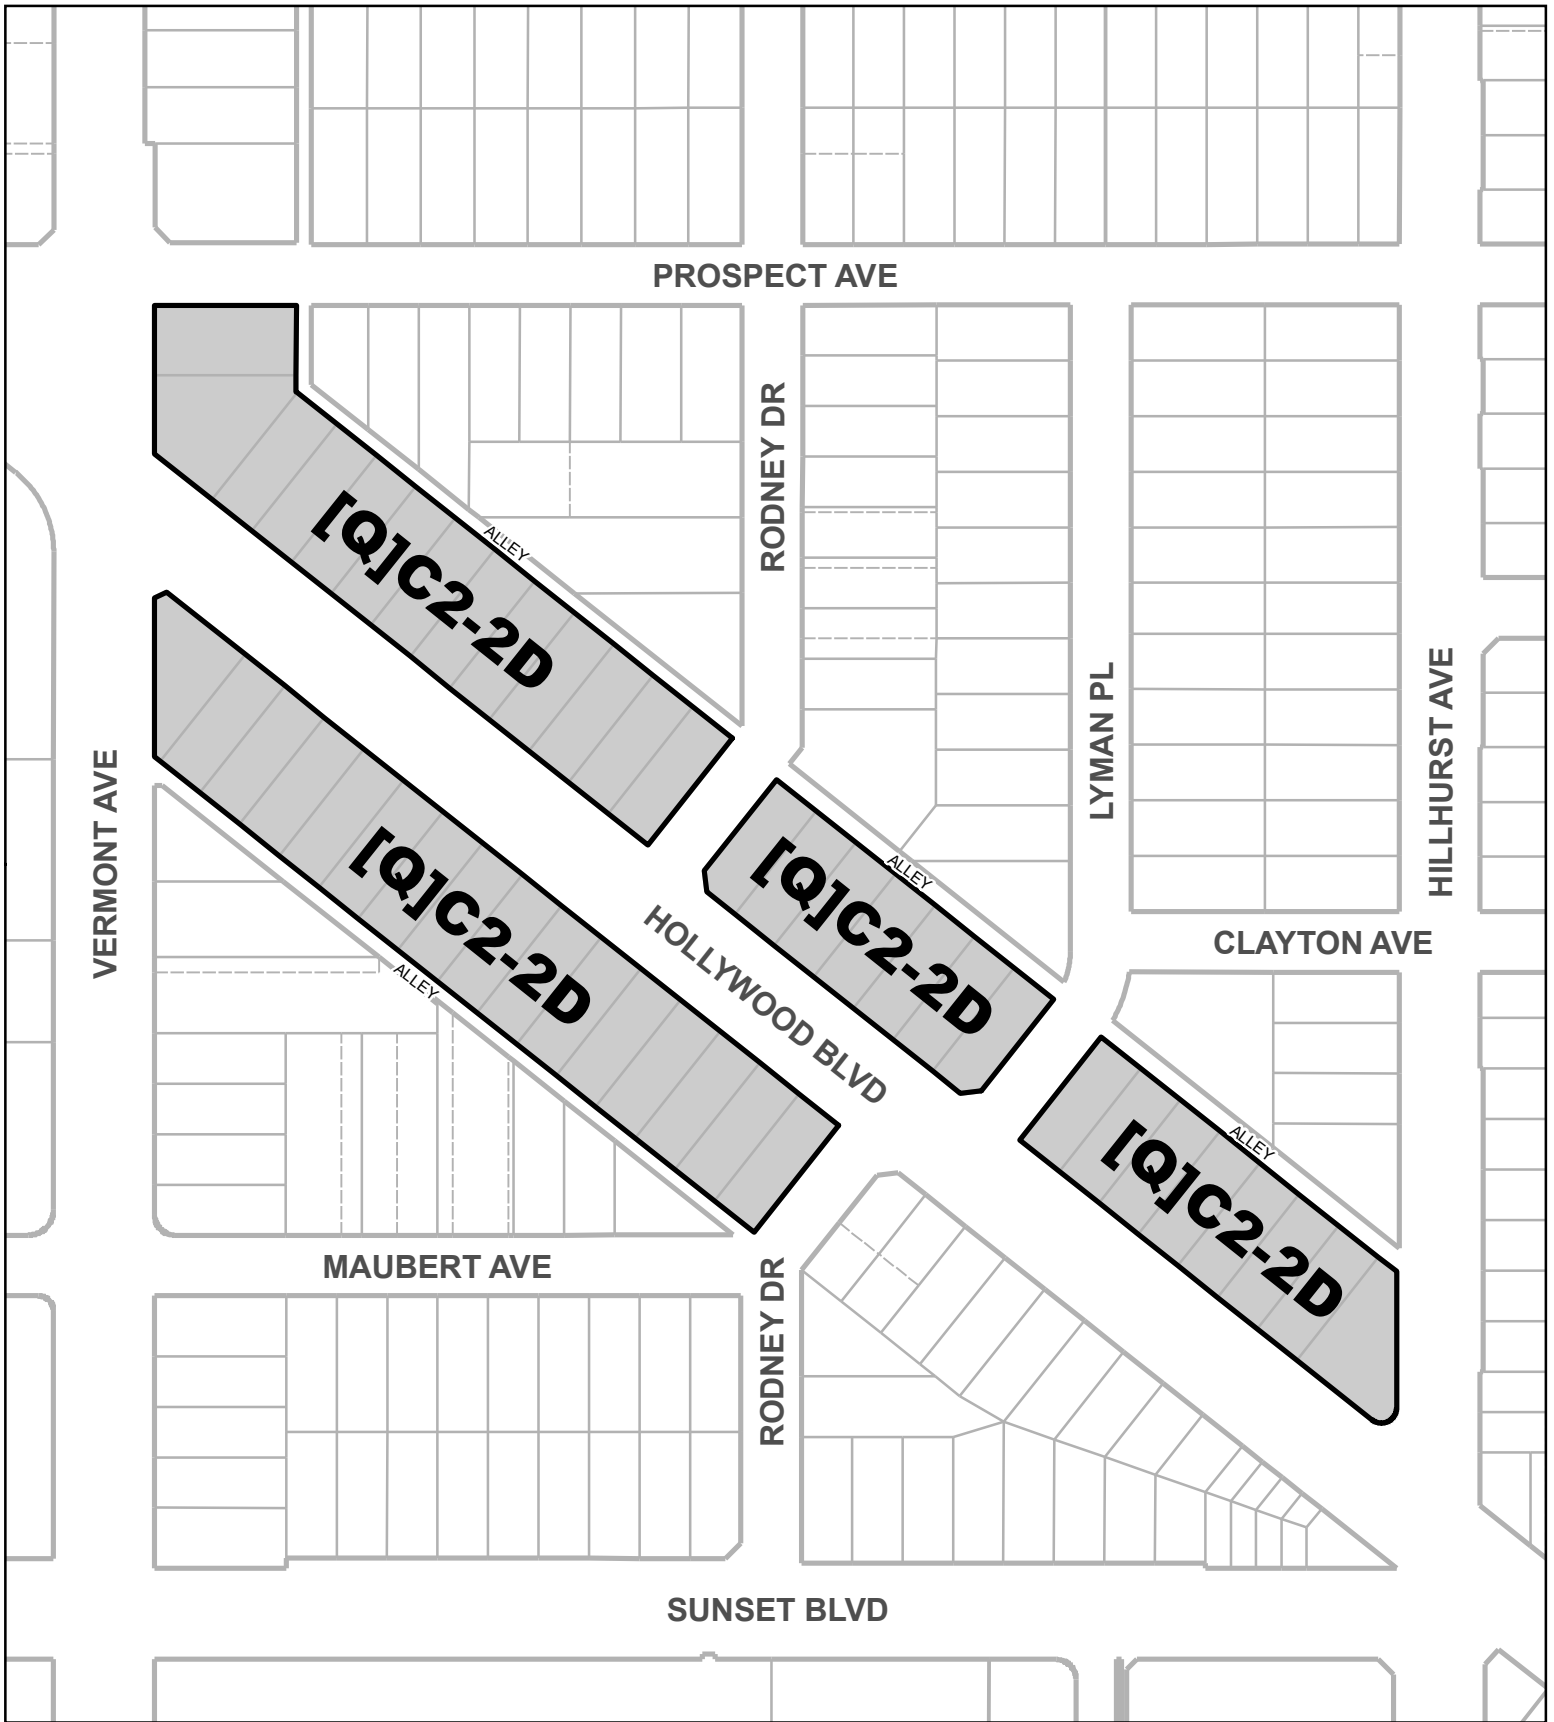 PROSPECT AVE
RODNEY DR
ALLEY
[Q]C2-2D
LYMAN PL
HILLHURST AVE
VERMONT AVE
[Q]C2-2D
ALLEY
[Q]C2-2D
ALLEY
HOLLYWOOD BLVD
CLAYTON AVE
[Q]C2-2D
ALLEY
MAUBERT AVE
RODNEY DR
SUNSET BLVD